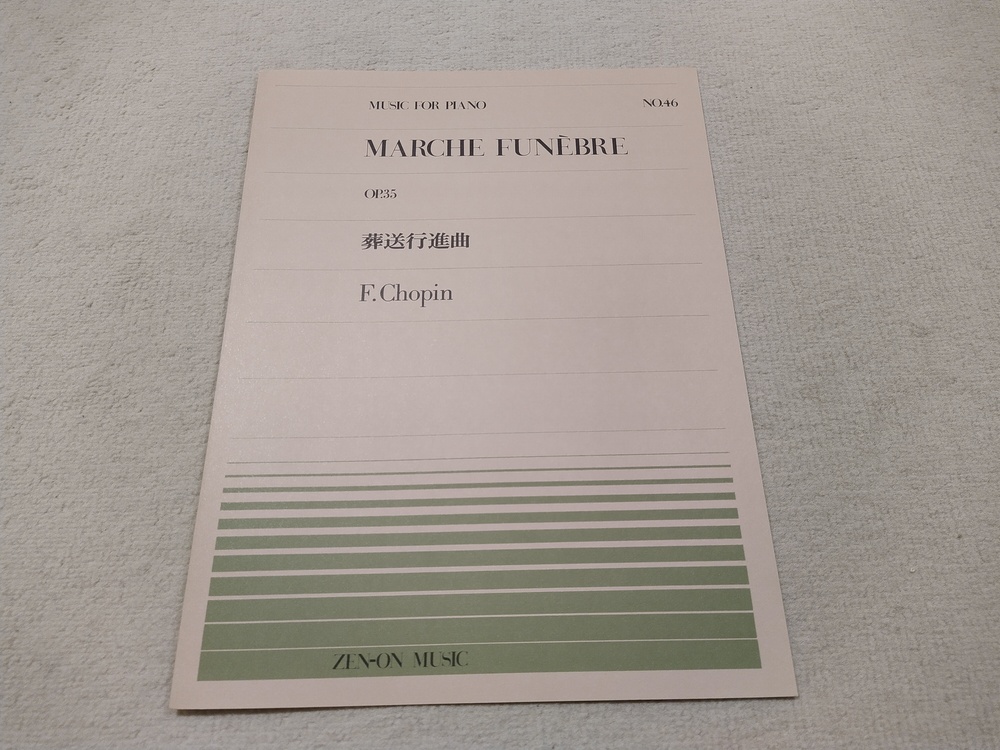 MUSIC FOR PIANO NO.46
MARCHE FUNÈBRE
OP.35
葬送行進曲
F. Chopin
ZEN-ON MUSIC